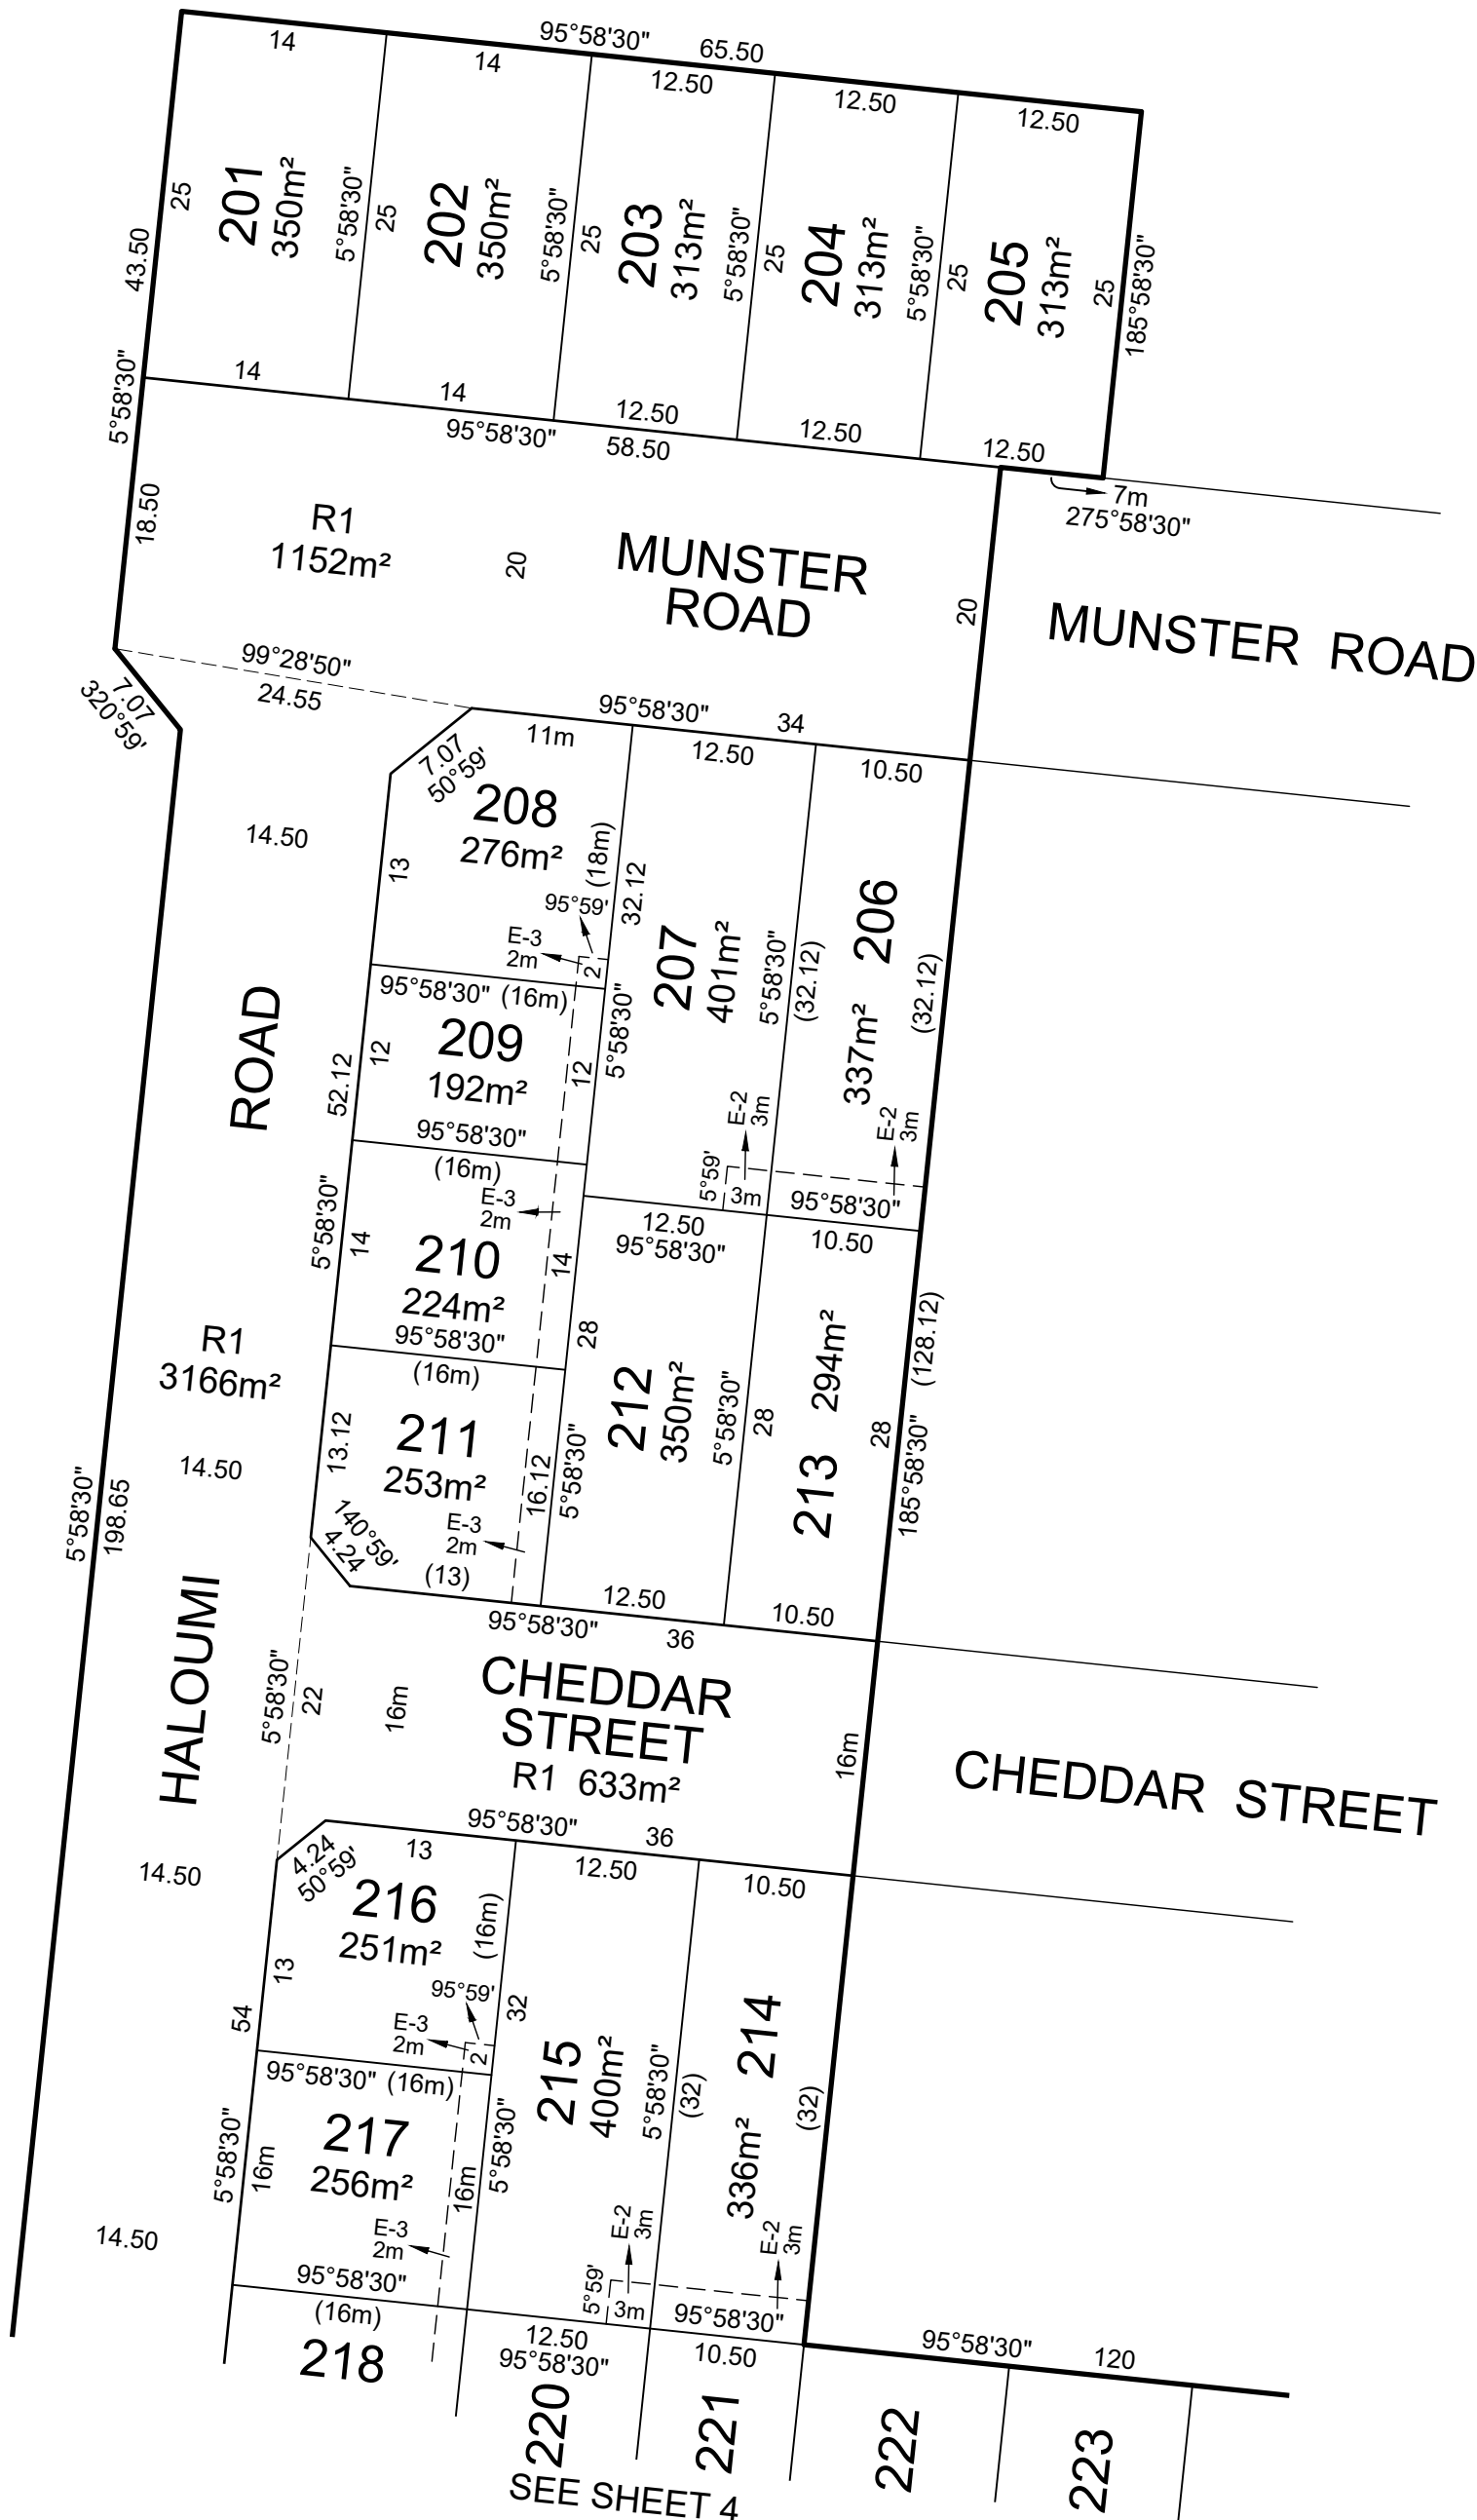 95°58'30" 65.50
14
14
12.50
12.50
12.50
201
350m²
25
43.50
5°58'30"
25
202
350m²
5°58'30"
25
203
313m²
5°58'30"
25
204
313m²
5°58'30"
25
205
313m²
25
185°58'30"
5°58'30"
14
14
12.50
12.50
12.50
95°58'30" 58.50
7m
275°58'30"
18.50
R1
1152m²
20
MUNSTER
ROAD
20
MUNSTER ROAD
99°28'50"
24.55
7.07
320°59'
95°58'30" 34
11m
12.50
10.50
7.07
50°59'
208
276m²
14.50
13
(18m)
32.12
95°59'
E-3
2m
2
207
401m²
5°58'30"
(32.12)
206
337m²
(32.12)
95°58'30" (16m)
209
192m²
12
12
5°58'30"
ROAD
52.12
95°58'30"
(16m)
E-2
3m
E-2
3m
5°59'
3m
95°58'30"
E-3
2m
12.50
95°58'30"
10.50
5°58'30"
14
210
224m²
14
95°58'30"
(16m)
28
R1
3166m²
212
350m²
5°58'30"
28
213
294m²
28
(128.12)
185°58'30"
13.12
211
253m²
16.12
5°58'30"
14.50
5°58'30"
198.65
140°59'
4.24
E-3
2m
(13)
12.50
10.50
95°58'30" 36
HALOUMI
5°58'30"
22
16m
CHEDDAR
STREET
R1 633m²
16m
CHEDDAR STREET
95°58'30" 36
4.24
50°59'
13
12.50
10.50
14.50
216
251m²
(16m)
13
95°59'
E-3
2m
2
32
54
215
400m²
5°58'30"
(32)
214
336m²
(32)
95°58'30" (16m)
217
256m²
5°58'30"
16m
16m
5°58'30"
E-3
2m
14.50
E-2
3m
E-2
3m
5°59'
3m
95°58'30"
95°58'30"
(16m)
218
12.50
95°58'30"
10.50
95°58'30" 120
220
221
222
223
SEE SHEET 4